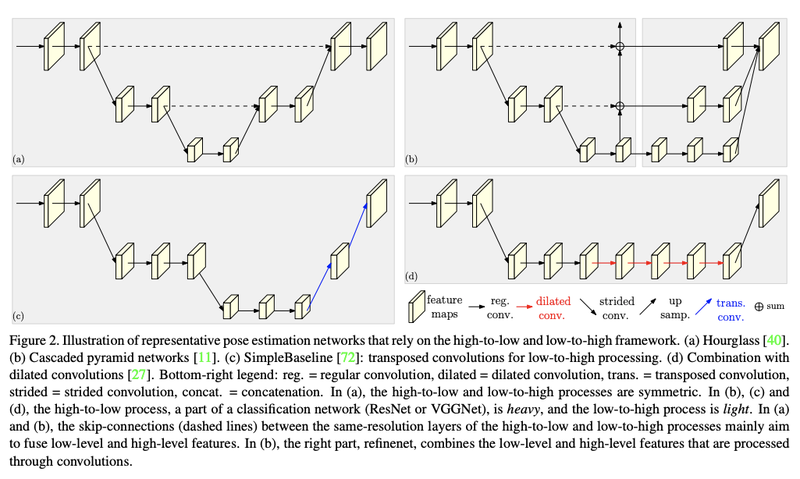 (a)
(b)
(c)
(d)
feature maps
reg. conv.
dilated conv.
strided conv.
up samp.
trans. conv.
⊕ sum
Figure 2. Illustration of representative pose estimation networks that rely on the high-to-low and low-to-high framework. (a) Hourglass [40].
(b) Cascaded pyramid networks [11]. (c) SimpleBaseline [72]: transposed convolutions for low-to-high processing. (d) Combination with
dilated convolutions [27]. Bottom-right legend: reg. = regular convolution, dilated = dilated convolution, trans. = transposed convolution,
strided = strided convolution, concat. = concatenation. In (a), the high-to-low and low-to-high processes are symmetric. In (b), (c) and
(d), the high-to-low process, a part of a classification network (ResNet or VGGNet), is heavy, and the low-to-high process is light. In (a)
and (b), the skip-connections (dashed lines) between the same-resolution layers of the high-to-low and low-to-high processes mainly aim
to fuse low-level and high-level features. In (b), the right part, refinenet, combines the low-level and high-level features that are processed
through convolutions.